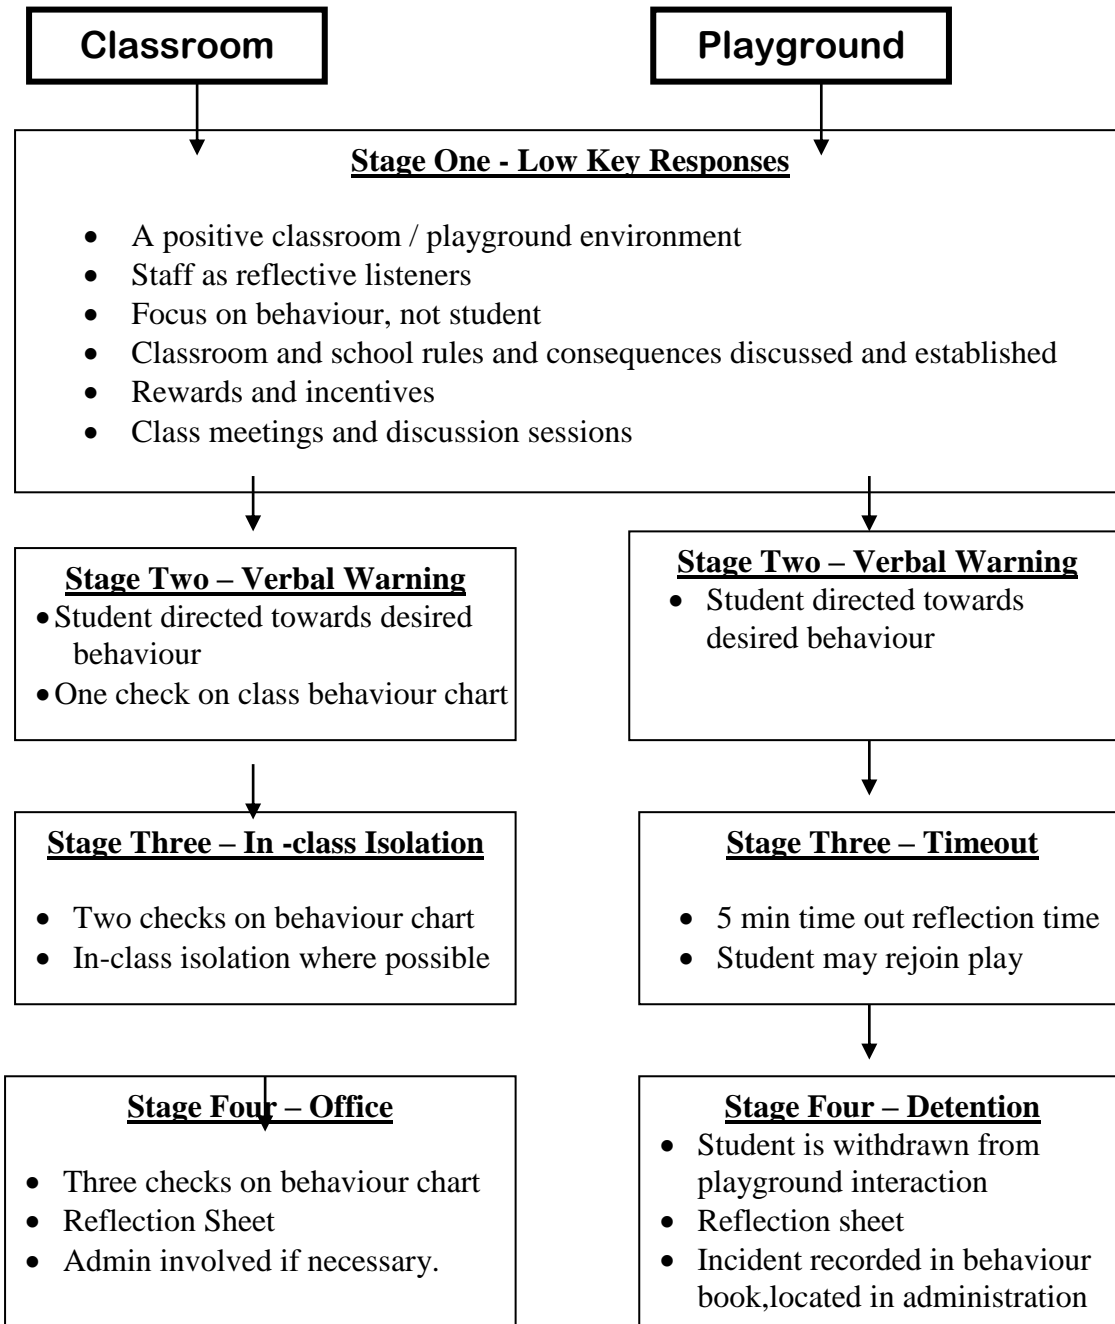 Classroom
Playground
Stage One - Low Key Responses
• A positive classroom / playground environment
• Staff as reflective listeners
• Focus on behaviour, not student
• Classroom and school rules and consequences discussed and established
• Rewards and incentives
• Class meetings and discussion sessions
Stage Two – Verbal Warning
• Student directed towards desired
behaviour
• One check on class behaviour chart
Stage Two – Verbal Warning
• Student directed towards
desired behaviour
Stage Three – In -class Isolation
• Two checks on behaviour chart
• In-class isolation where possible
Stage Three – Timeout
• 5 min time out reflection time
• Student may rejoin play
Stage Four – Office
• Three checks on behaviour chart
• Reflection Sheet
• Admin involved if necessary.
Stage Four – Detention
• Student is withdrawn from
playground interaction
• Reflection sheet
• Incident recorded in behaviour
book,located in administration